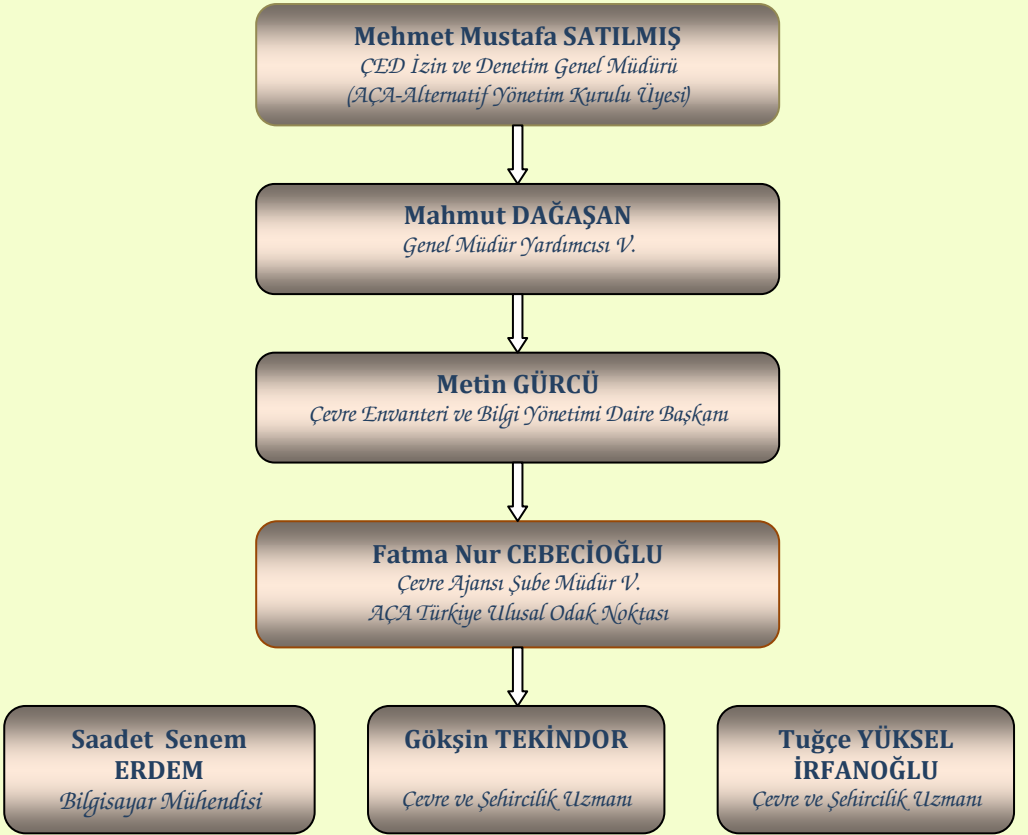 Mehmet Mustafa SATILMIŞ
ÇED İzin ve Denetim Genel Müdürü
(AÇA-Alternatif Yönetim Kurulu Üyesi)
Mahmut DAĞAŞAN
Genel Müdür Yardımcısı V.
Metin GÜRCÜ
Çevre Envanteri ve Bilgi Yönetimi Daire Başkanı
Fatma Nur CEBECİOĞLU
Çevre Ajansı Şube Müdür V.
AÇA Türkiye Ulusal Odak Noktası
Saadet Senem
ERDEM
Bilgisayar Mühendisi
Gökşin TEKİNDOR
Çevre ve Şehircilik Uzmanı
Tuğçe YÜKSEL
İRFANOĞLU
Çevre ve Şehircilik Uzmanı